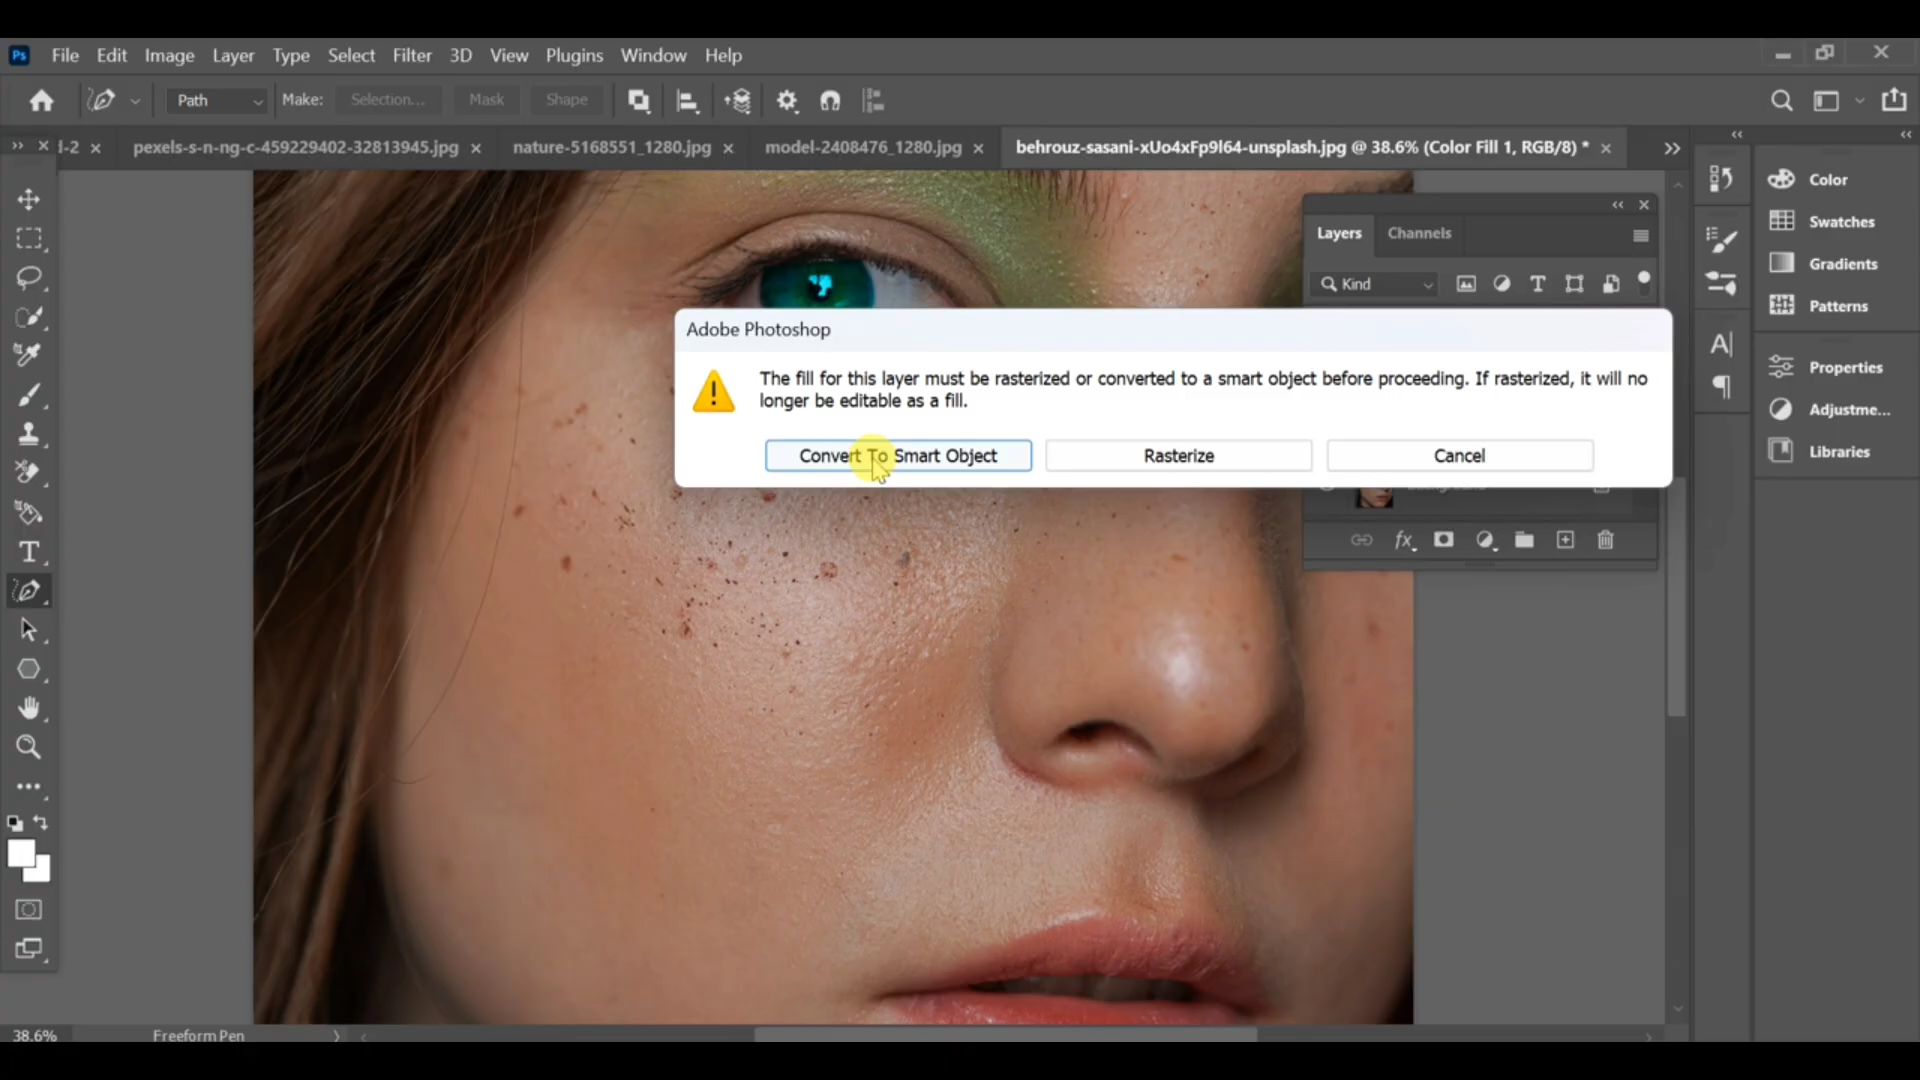 Ps File Edit Image Layer Type Select Filter 3D View Plugins Window Help
Path Make: Selection... Mask Shape
d-2 pexels-s-n-ng-c-459229402-32813945.jpg nature-5168551_1280.jpg model-2408476_1280.jpg behrouz-sasani-xUo4xFp9l64-unsplash.jpg @ 38.6% (Color Fill 1, RGB/8) *
Layers Channels
Kind
Color
Swatches
Gradients
Patterns
Properties
Adjustme...
Libraries
Adobe Photoshop
The fill for this layer must be rasterized or converted to a smart object before proceeding. If rasterized, it will no
longer be editable as a fill.
Convert To Smart Object Rasterize Cancel
fx
38.6% Freeform Pen